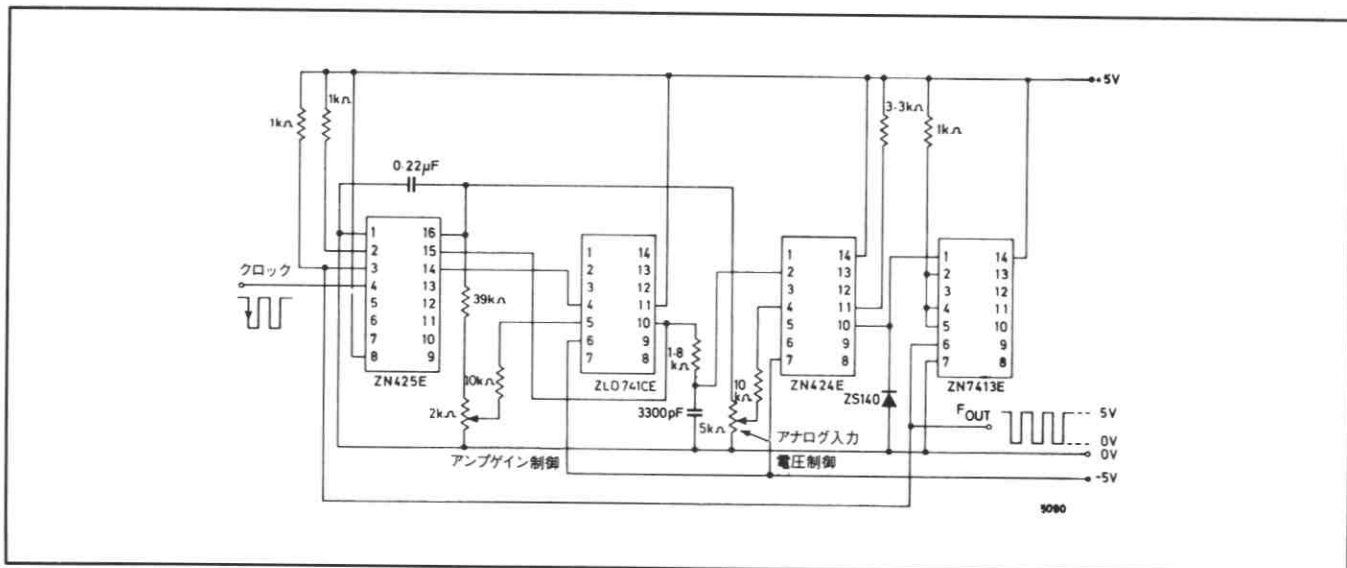 +5V
1kΩ
1kΩ
3·3kΩ
1kΩ
0·22µF
クロック
1 16
2 15
3 14
4 13
5 12
6 11
7 10
8 9
ZN425E
39kΩ
10kΩ
2kΩ
アンプゲイン制御
1 14
2 13
3 12
4 11
5 10
6 9
7 8
ZLO741CE
1·8
kΩ
3300pF
5kΩ
10
kΩ
アナログ入力
電圧制御
1 14
2 13
3 12
4 11
5 10
6 9
7 8
ZN424E
ZS140
1 14
2 13
3 12
4 11
5 10
6 9
7 8
ZN7413E
FOUT
5V
0V
0V
-5V
5090